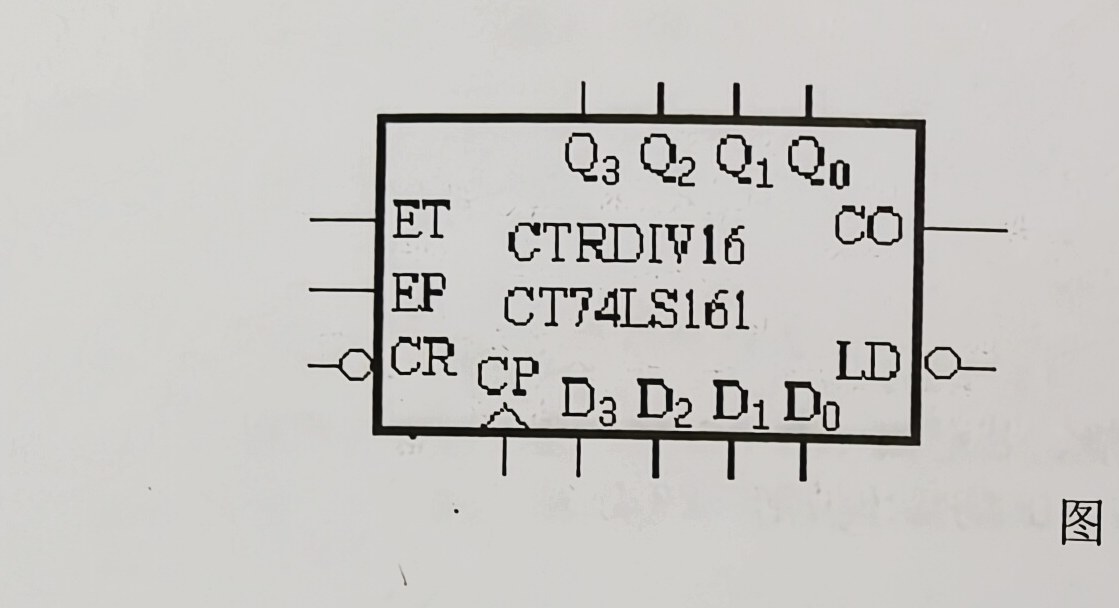 Q3 Q2 Q1 Q0
ET CO
CTRDIV16
EP
CT74LS161
CR LD
CP D3 D2 D1 D0
图